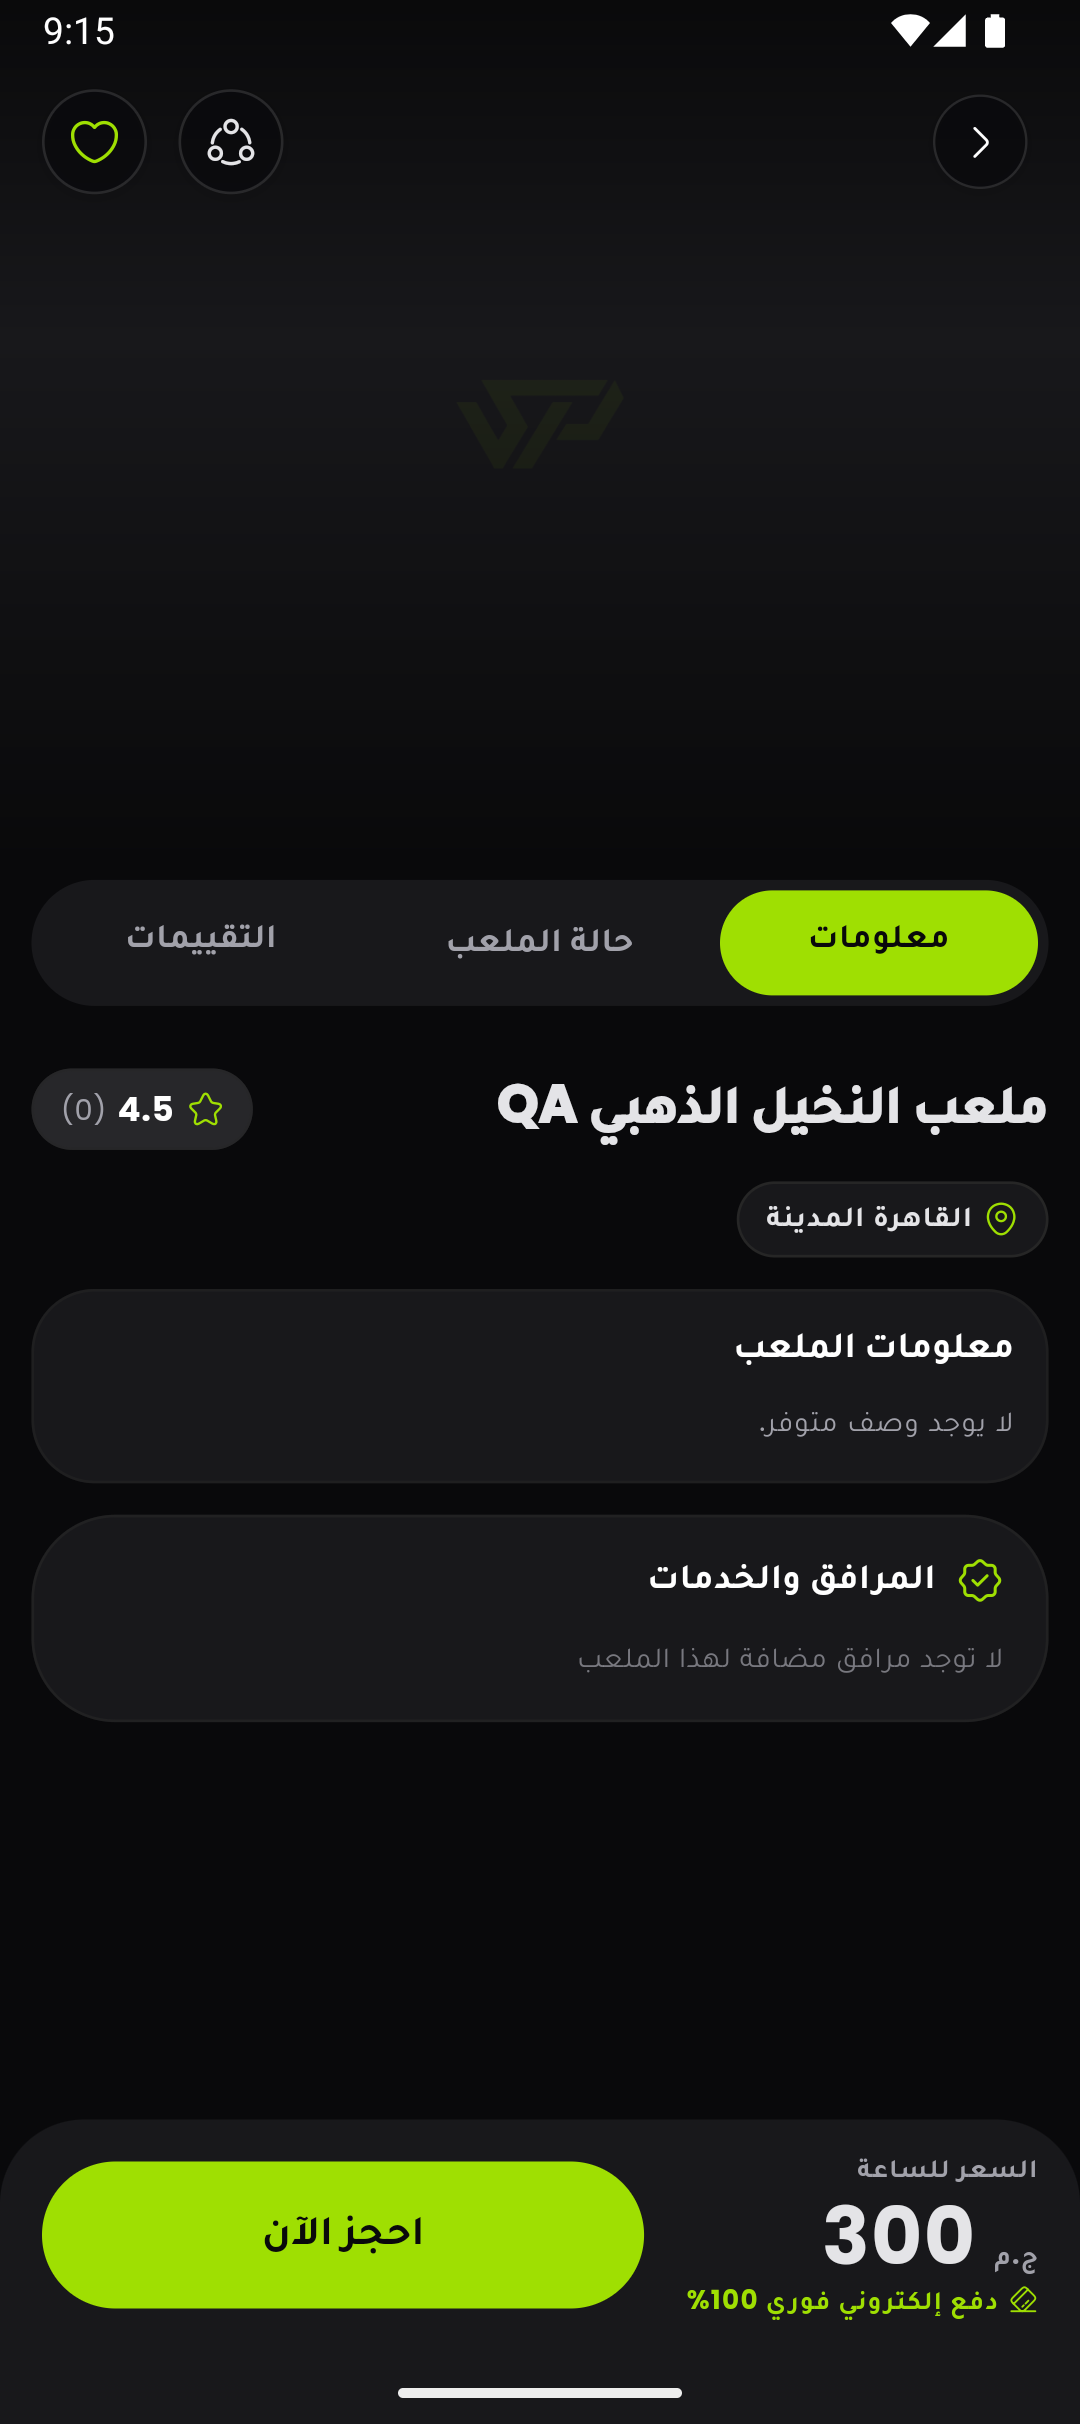 9:15
معلومات
حالة الملعب
التقييمات
ملعب النخيل الذهبي QA
4.5 (0)
القاهرة المدينة
معلومات الملعب
لا يوجد وصف متوفر.
المرافق والخدمات
لا توجد مرافق مضافة لهذا الملعب
السعر للساعة
300 ج.م
دفع إلكتروني فوري 100%
احجز الآن